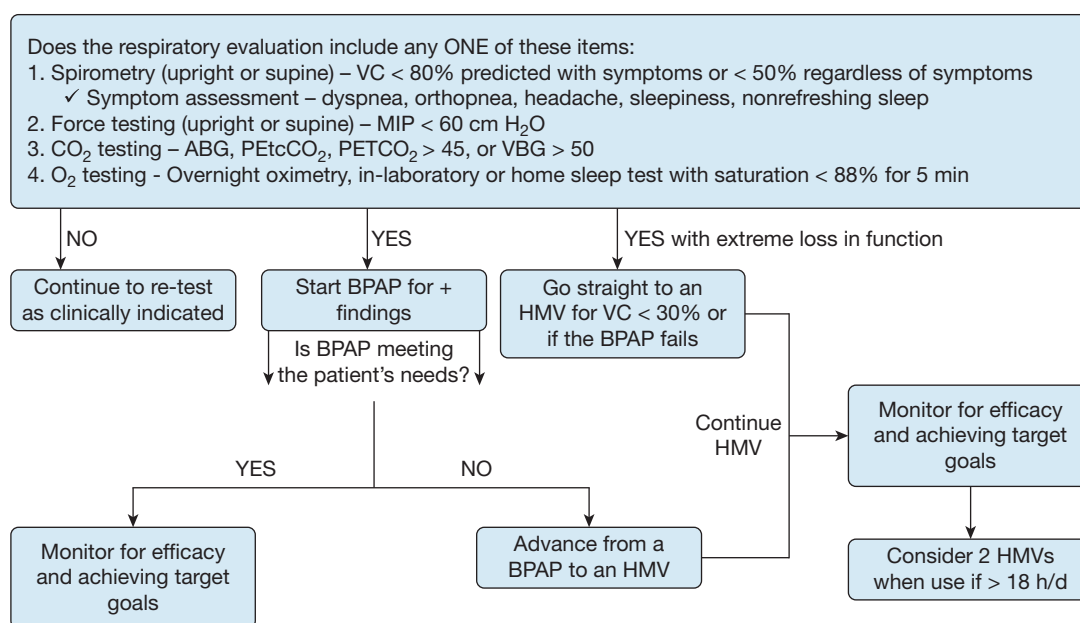 Does the respiratory evaluation include any ONE of these items:
1. Spirometry (upright or supine) – VC < 80% predicted with symptoms or < 50% regardless of symptoms
✓ Symptom assessment – dyspnea, orthopnea, headache, sleepiness, nonrefreshing sleep
2. Force testing (upright or supine) – MIP < 60 cm H₂O
3. CO₂ testing – ABG, PEtcCO₂, PETCO₂ > 45, or VBG > 50
4. O₂ testing - Overnight oximetry, in-laboratory or home sleep test with saturation < 88% for 5 min
NO
YES
YES with extreme loss in function
Continue to re-test
as clinically indicated
Start BPAP for +
findings
Go straight to an
HMV for VC < 30% or
if the BPAP fails
Is BPAP meeting
the patient’s needs?
Continue
HMV
Monitor for efficacy
and achieving target
goals
YES
NO
Monitor for efficacy
and achieving target
goals
Advance from a
BPAP to an HMV
Consider 2 HMVs
when use if > 18 h/d